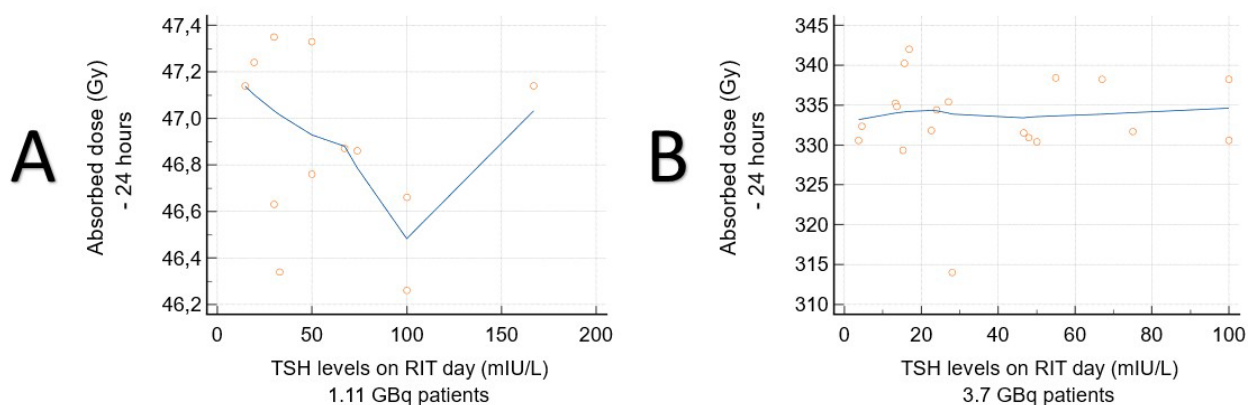 A
Absorbed dose (Gy)
- 24 hours
47,4
47,2
47,0
46,8
46,6
46,4
46,2
0
50
100
150
200
TSH levels on RIT day (mIU/L)
1.11 GBq patients
B
Absorbed dose (Gy)
- 24 hours
345
340
335
330
325
320
315
310
0
20
40
60
80
100
TSH levels on RIT day (mIU/L)
3.7 GBq patients